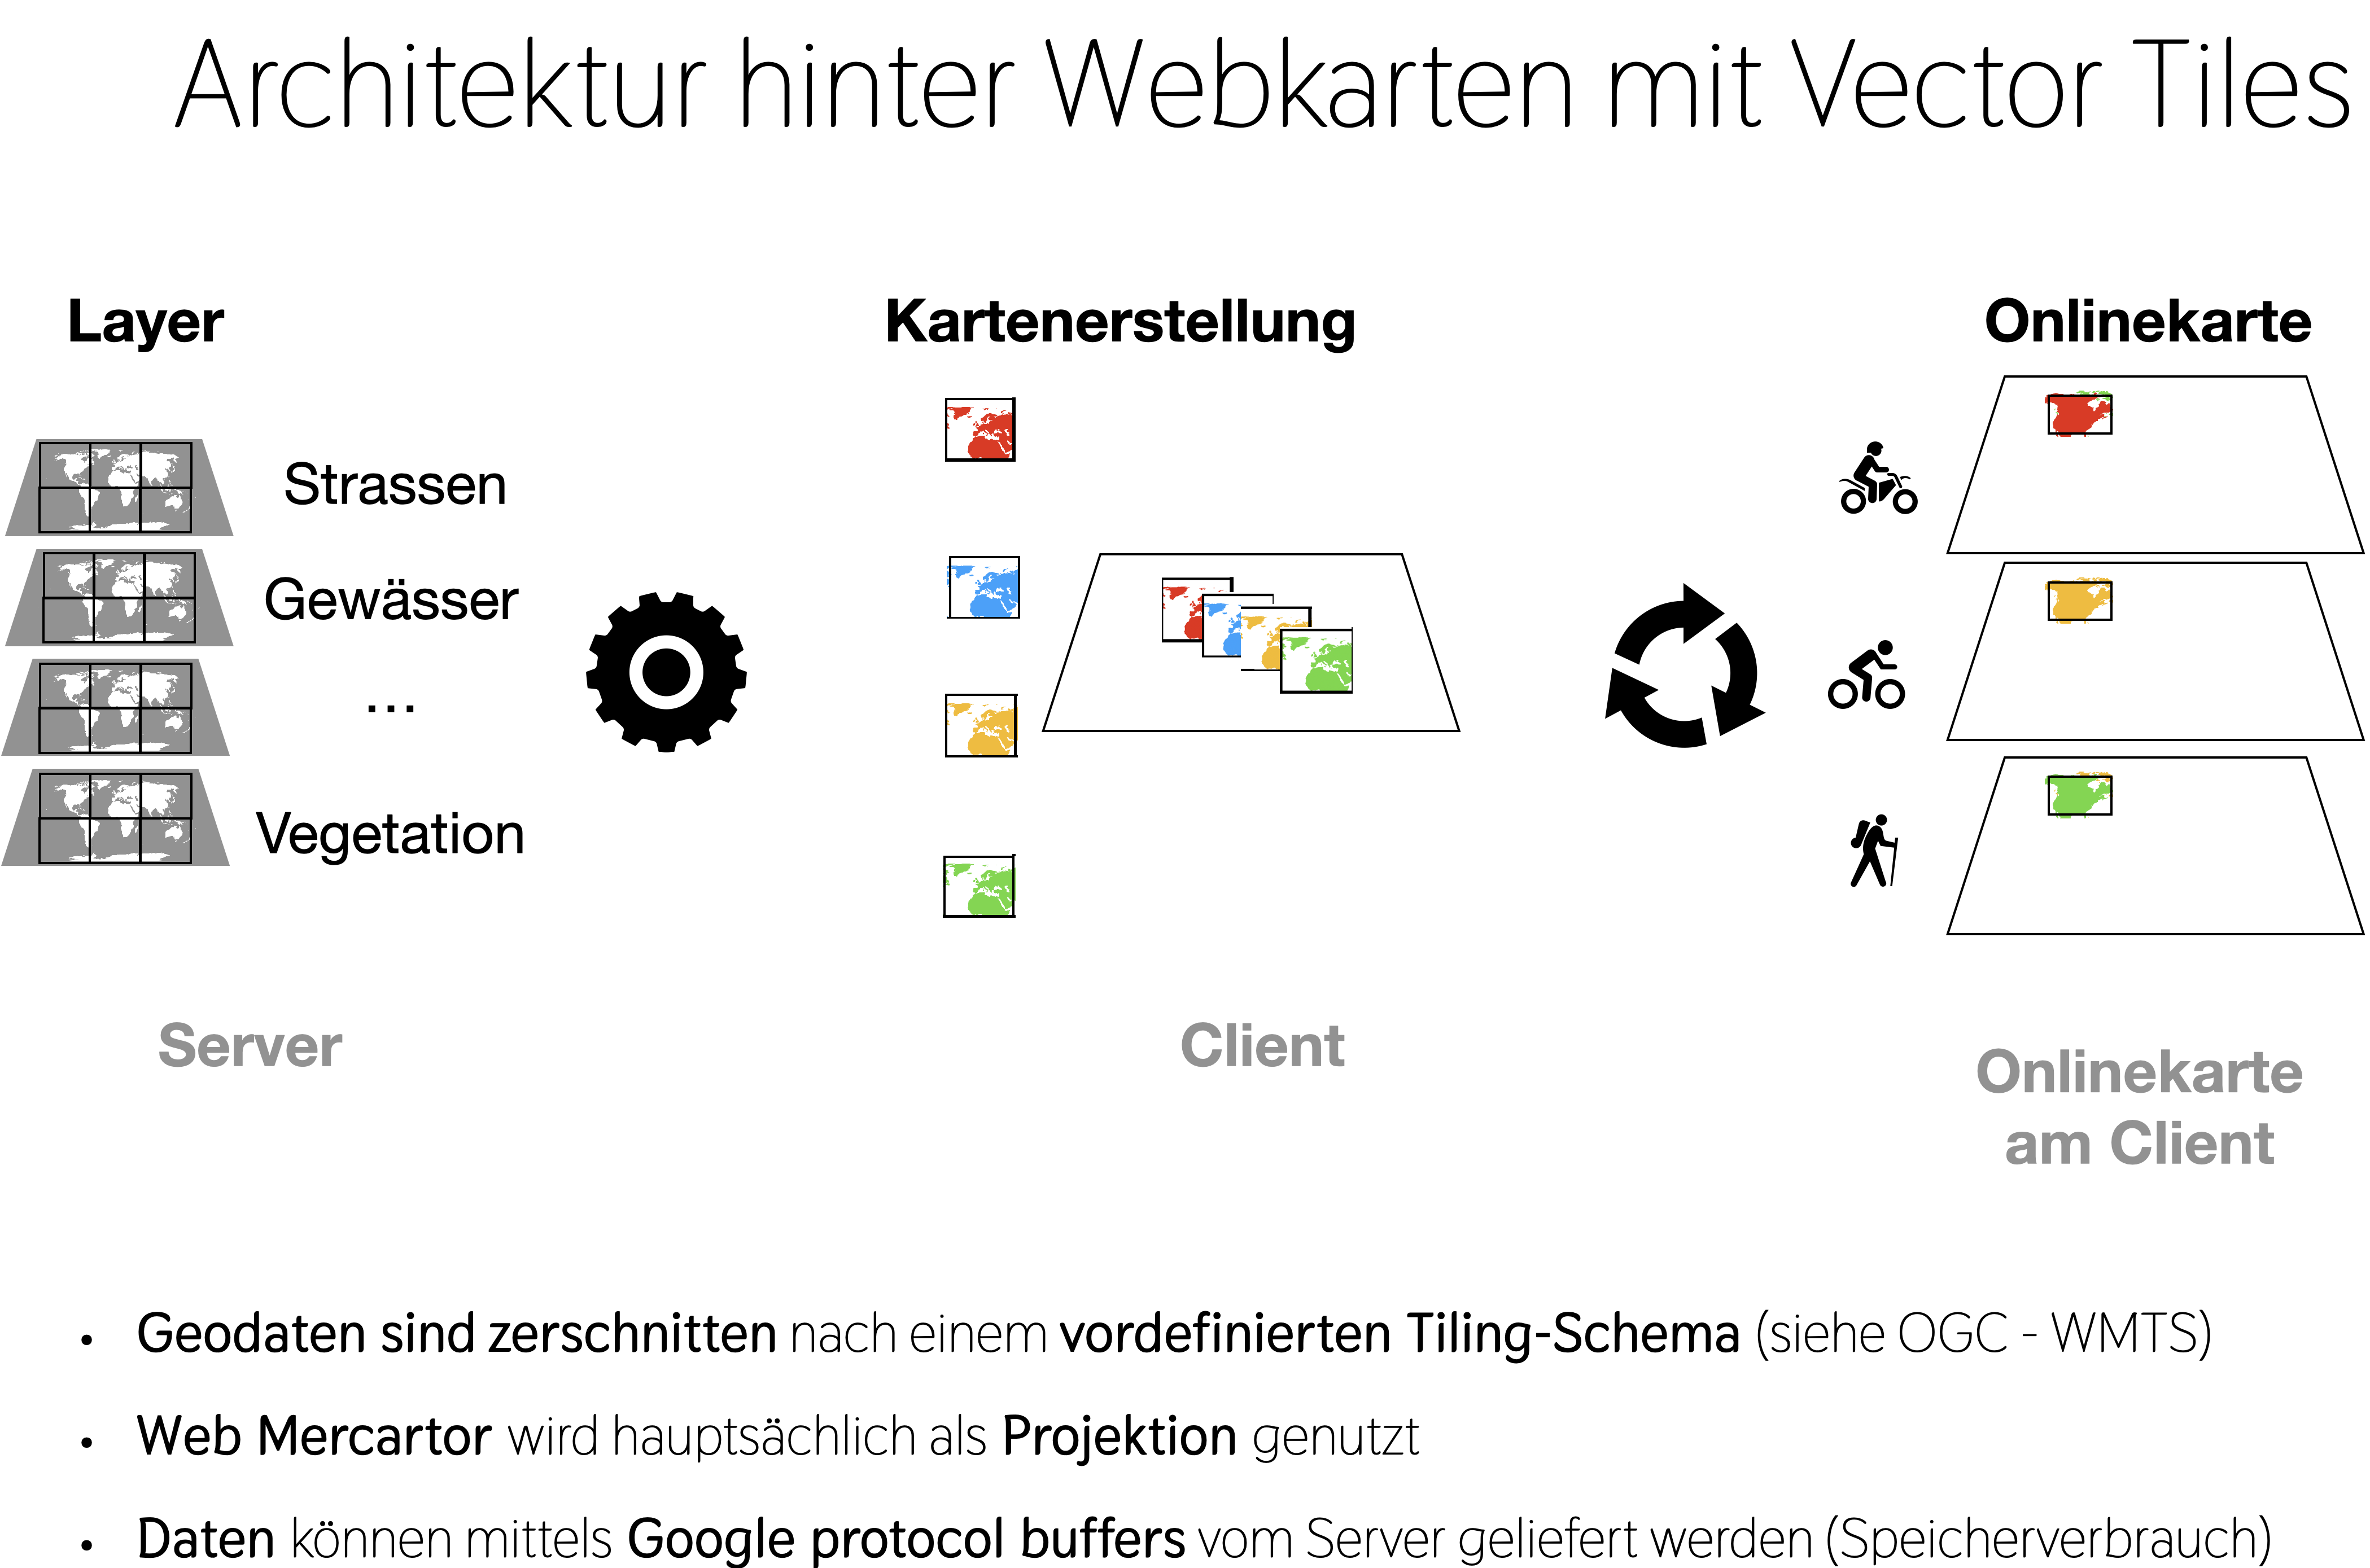 Architektur hinter Webkarten mit Vector Tiles
Layer
Kartenerstellung
Onlinekarte
Strassen
Gewässer
...
Vegetation
Server
Client
Onlinekarte
am Client
• Geodaten sind zerschnitten nach einem vordefinierten Tiling-Schema (siehe OGC - WMTS)
• Web Mercartor wird hauptsächlich als Projektion genutzt
• Daten können mittels Google protocol buffers vom Server geliefert werden (Speicherverbrauch)